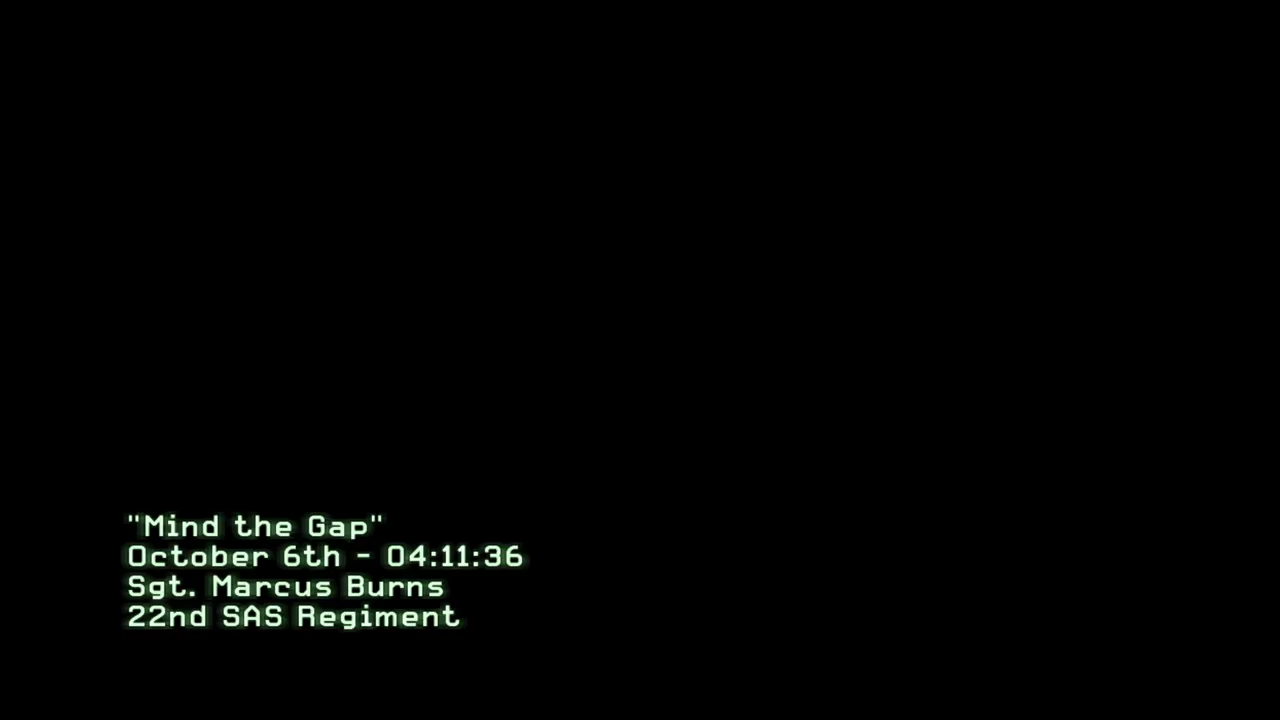 "Mind the Gap"
October 6th - 04:11:36
Sgt. Marcus Burns
22nd SAS Regiment